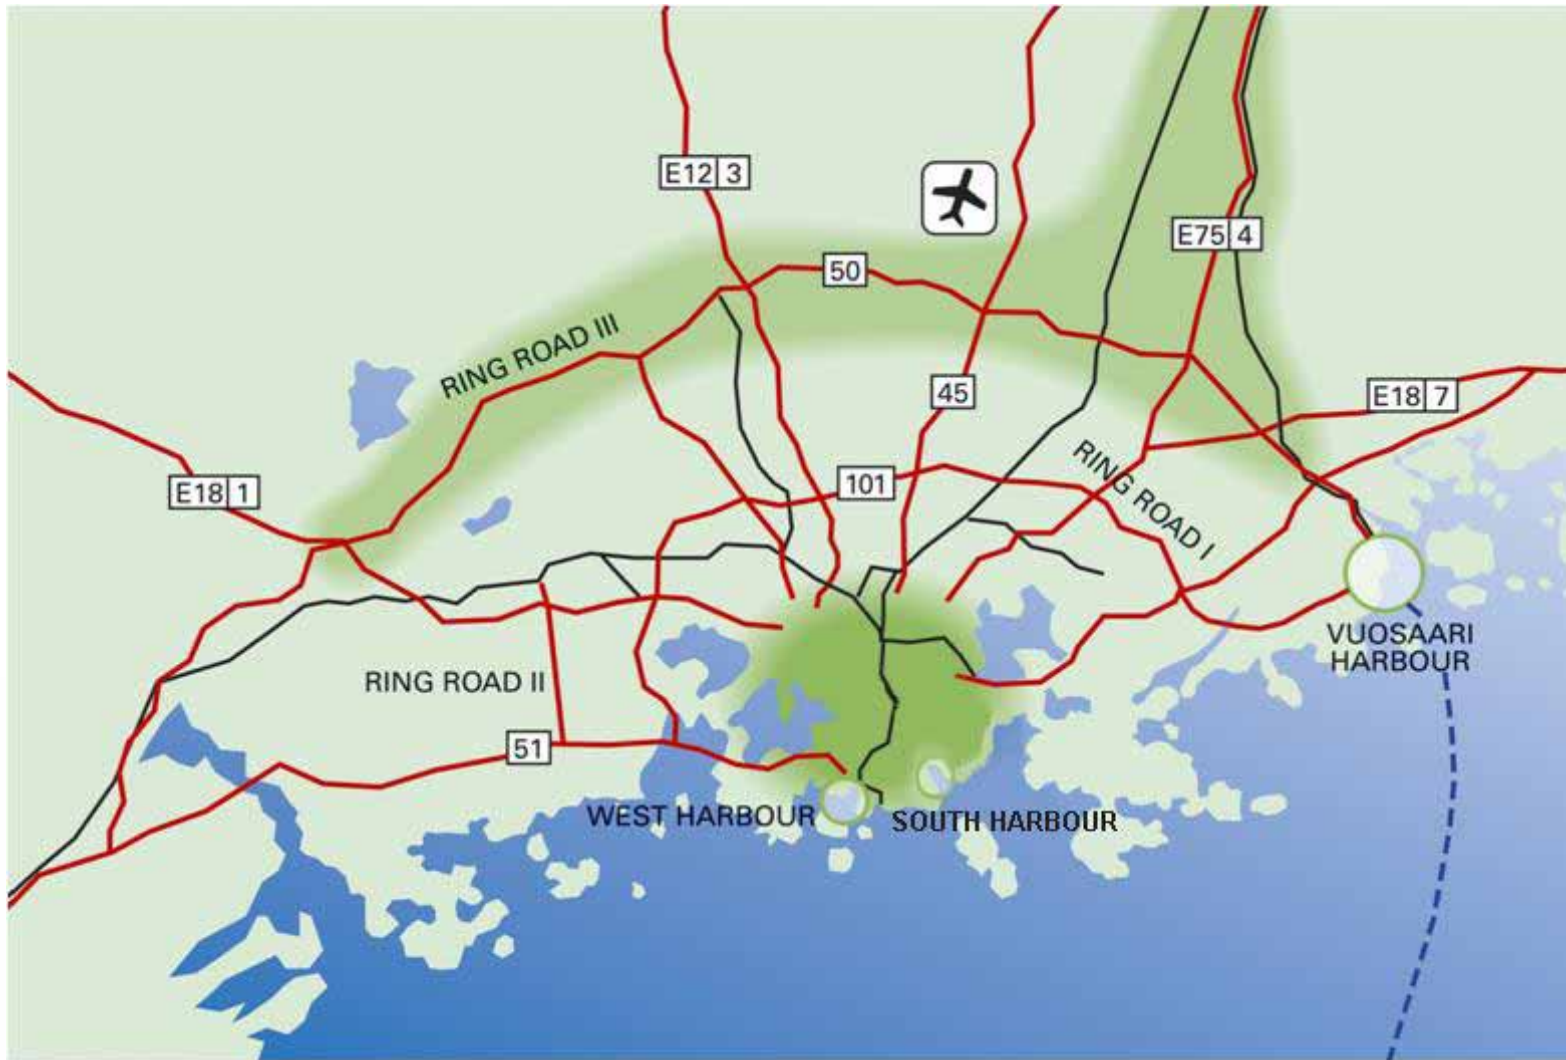 E12 3
E75 4
50
RING ROAD III
45
E18 7
E18 1
101
RING ROAD I
VUOSAARI
HARBOUR
RING ROAD II
51
WEST HARBOUR
SOUTH HARBOUR